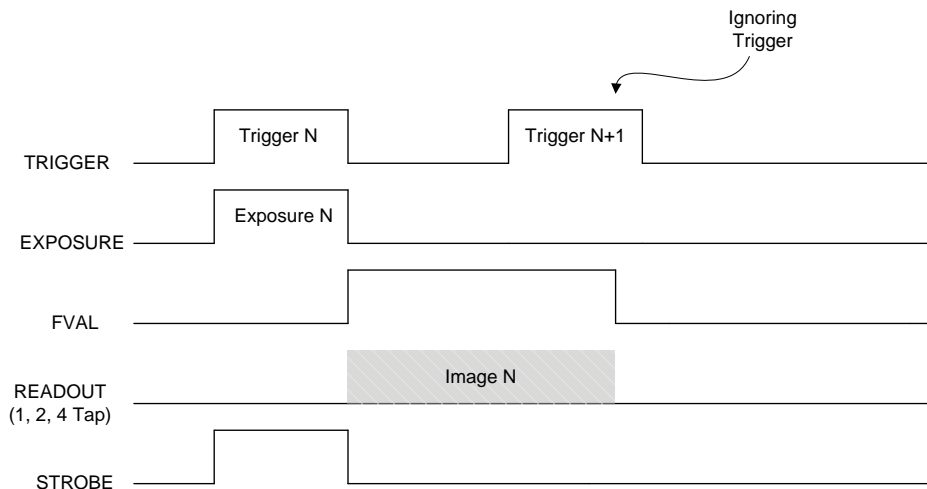 Ignoring
Trigger
Trigger N
Trigger N+1
TRIGGER
Exposure N
EXPOSURE
FVAL
Image N
READOUT
(1, 2, 4 Tap)
STROBE